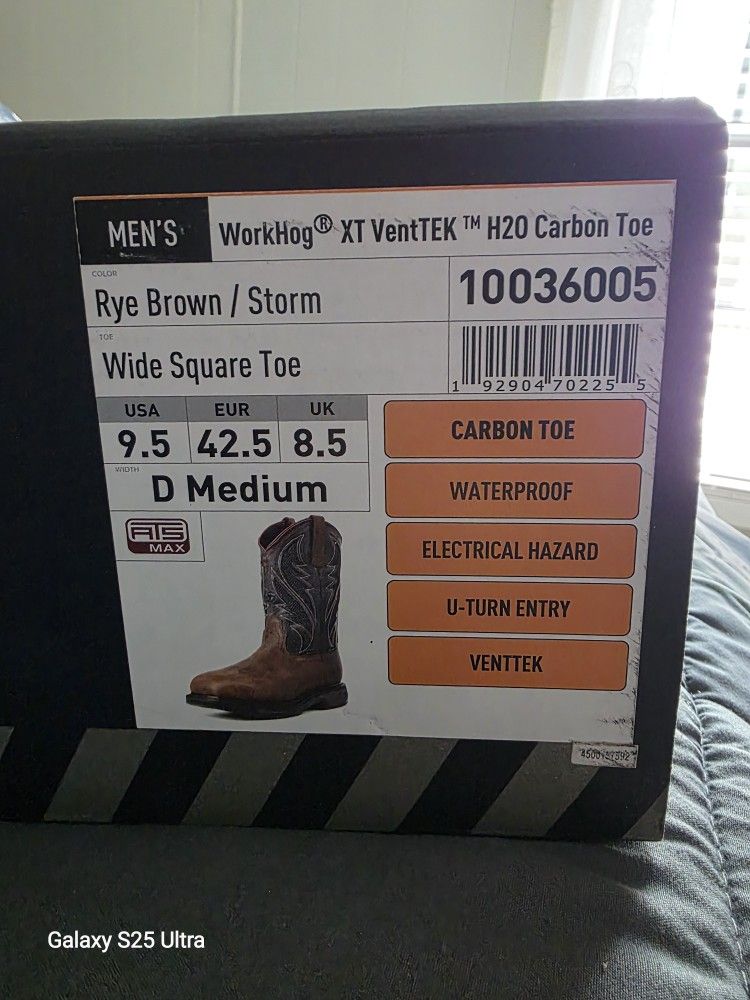 MEN'S
WorkHog® XT VentTEK™ H20 Carbon Toe
COLOR
Rye Brown / Storm
10036005
TOE
Wide Square Toe
1 92904 70225 5
USA EUR UK
9.5 42.5 8.5
WIDTH
D Medium
ATS
MAX
CARBON TOE
WATERPROOF
ELECTRICAL HAZARD
U-TURN ENTRY
VENTTEK
Galaxy S25 Ultra